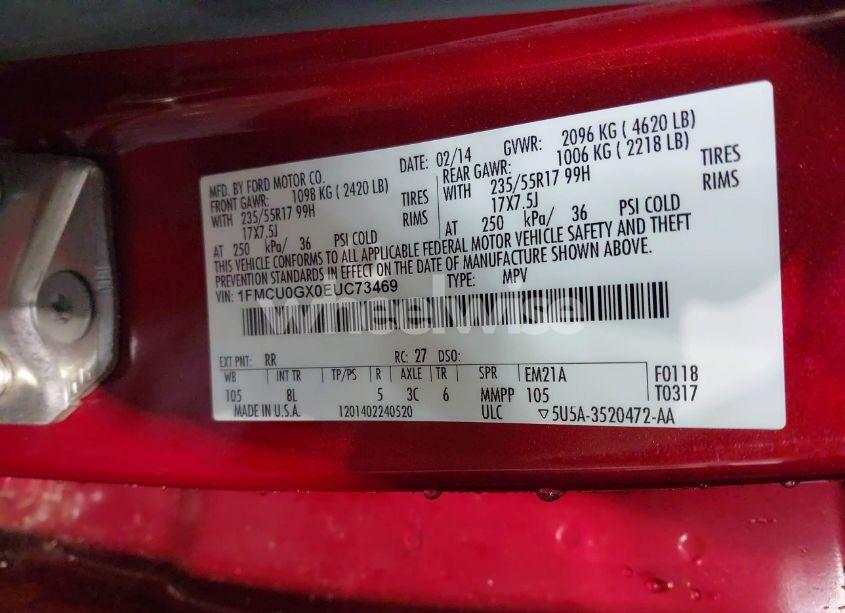 MFD. BY FORD MOTOR CO. DATE: 02/14 GVWR: 2096 KG ( 4620 LB)
FRONT GAWR: 1098 KG ( 2420 LB) REAR GAWR: 1006 KG ( 2218 LB)
WITH 235/55R17 99H TIRES WITH 235/55R17 99H TIRES
17X7.5J RIMS 17X7.5J RIMS
AT 250 kPa/ 36 PSI COLD AT 250 kPa/ 36 PSI COLD
THIS VEHICLE CONFORMS TO ALL APPLICABLE FEDERAL MOTOR VEHICLE SAFETY AND THEFT
PREVENTION STANDARDS IN EFFECT ON THE DATE OF MANUFACTURE SHOWN ABOVE.
VIN: 1FMCU0GX0EUC73469 TYPE: MPV
wheelwise
EXT PNT: RR RC: 27 DSO:
WB INT TR TP/PS R AXLE TR SPR EM21A F0118
105 8L 5 3C 6 MMPP 105 T0317
MADE IN U.S.A. 1201402240520 ULC ▽5U5A-3520472-AA